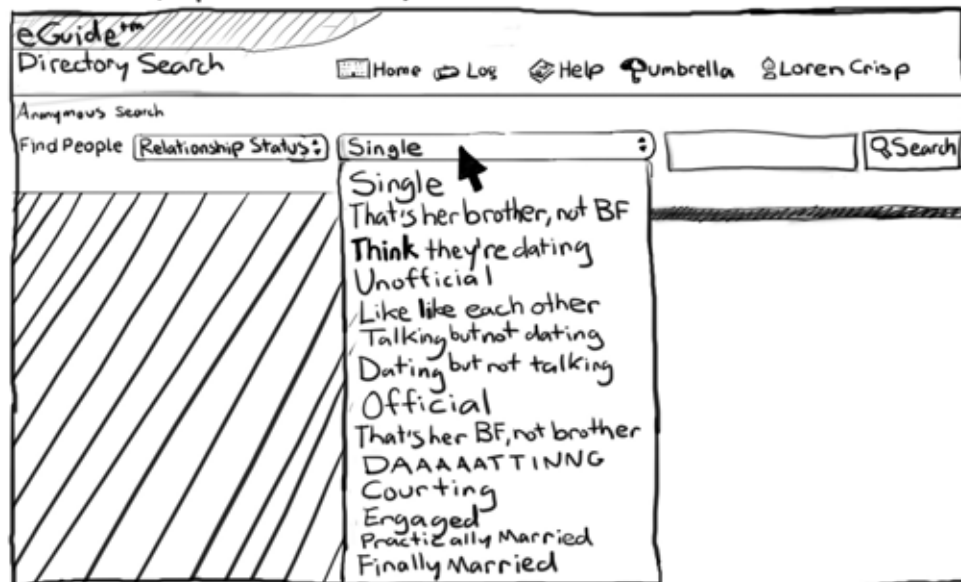 eGuide™
Directory Search
Home Log Help umbrella Loren Crisp
Anonymous Search
Find People Relationship Status: Single Search
Single
That's her brother, not BF
Think they're dating
Unofficial
Like like each other
Talking but not dating
Dating but not talking
Official
That's her BF, not brother
DAAAAATTINNG
Courting
Engaged
Practically Married
Finally Married